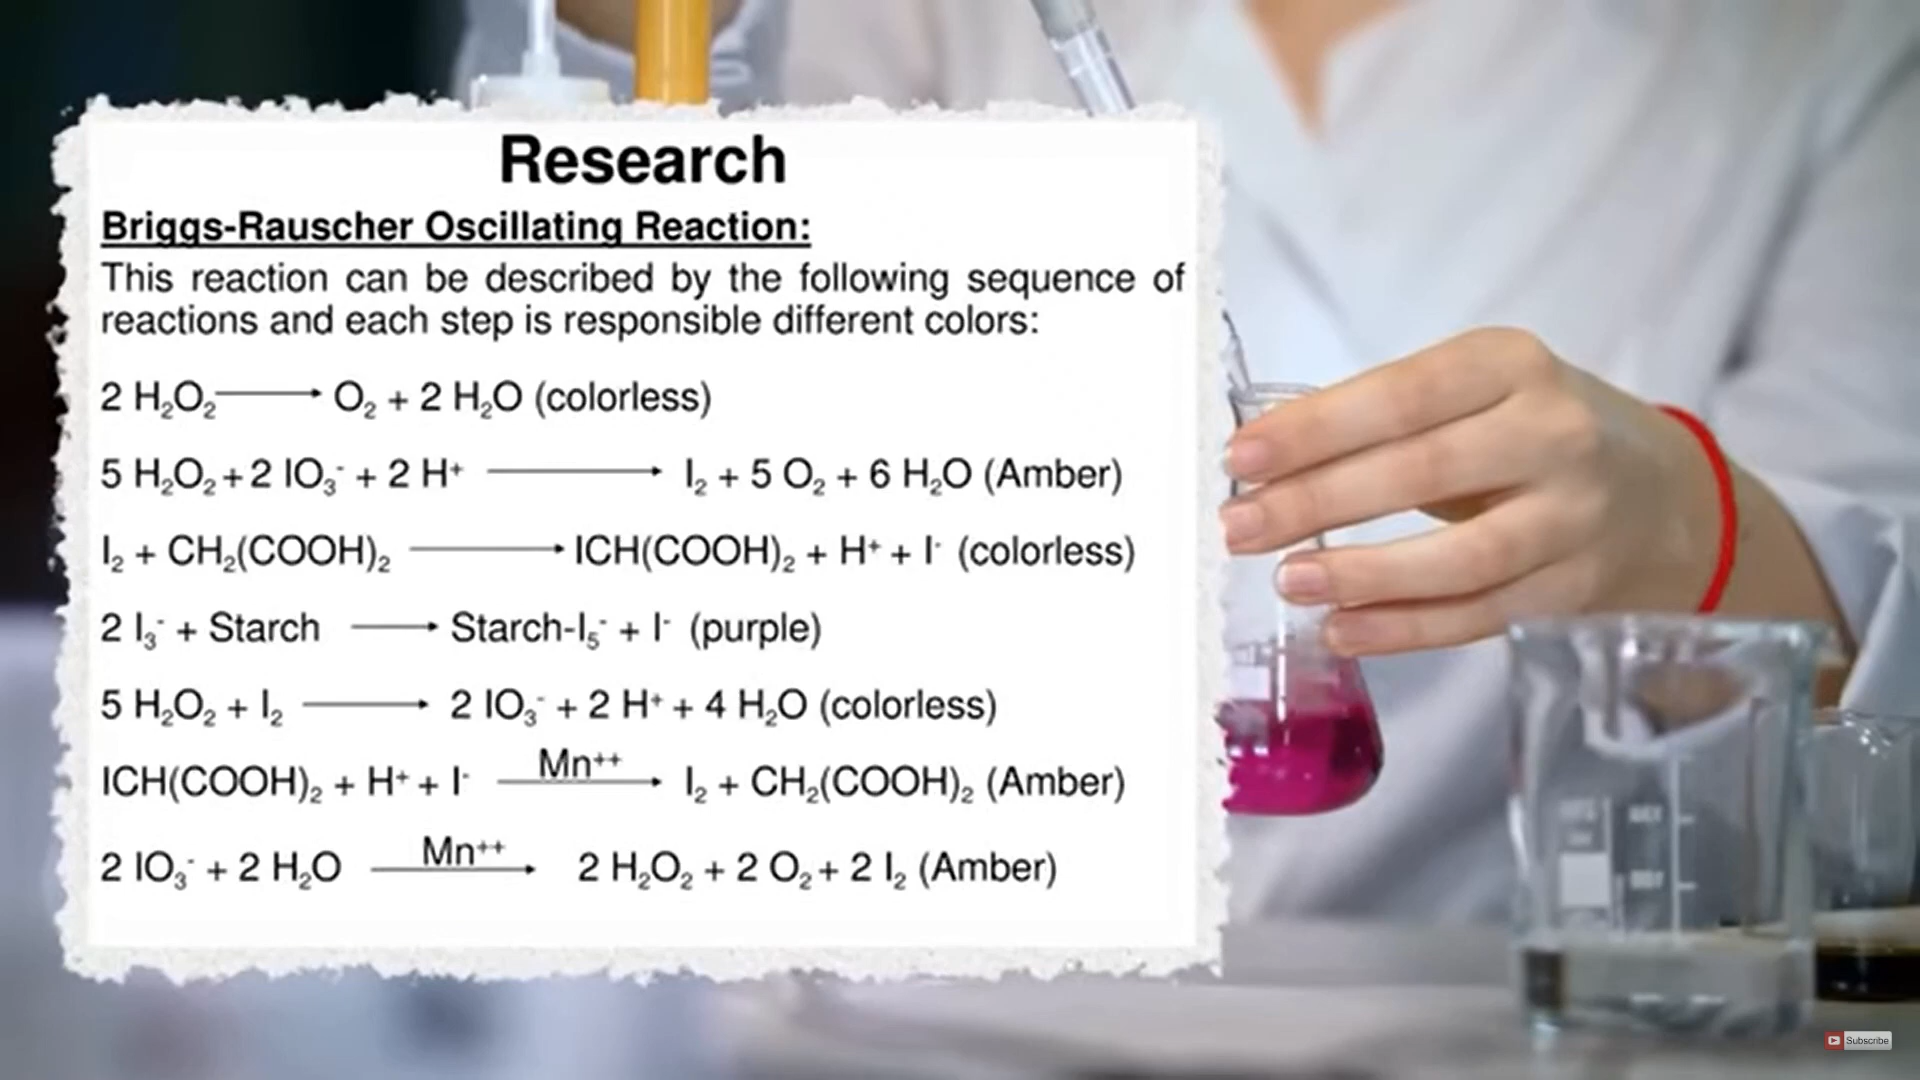 Research
Briggs-Rauscher Oscillating Reaction:
This reaction can be described by the following sequence of
reactions and each step is responsible different colors:
2 H₂O₂ ⟶ O₂ + 2 H₂O (colorless)
5 H₂O₂ + 2 IO₃⁻ + 2 H⁺ ⟶ I₂ + 5 O₂ + 6 H₂O (Amber)
I₂ + CH₂(COOH)₂ ⟶ ICH(COOH)₂ + H⁺ + I⁻ (colorless)
2 I₃⁻ + Starch ⟶ Starch-I₅⁻ + I⁻ (purple)
5 H₂O₂ + I₂ ⟶ 2 IO₃⁻ + 2 H⁺ + 4 H₂O (colorless)
ICH(COOH)₂ + H⁺ + I⁻ Mn⁺⁺ ⟶ I₂ + CH₂(COOH)₂ (Amber)
2 IO₃⁻ + 2 H₂O Mn⁺⁺ ⟶ 2 H₂O₂ + 2 O₂ + 2 I₂ (Amber)
Subscribe